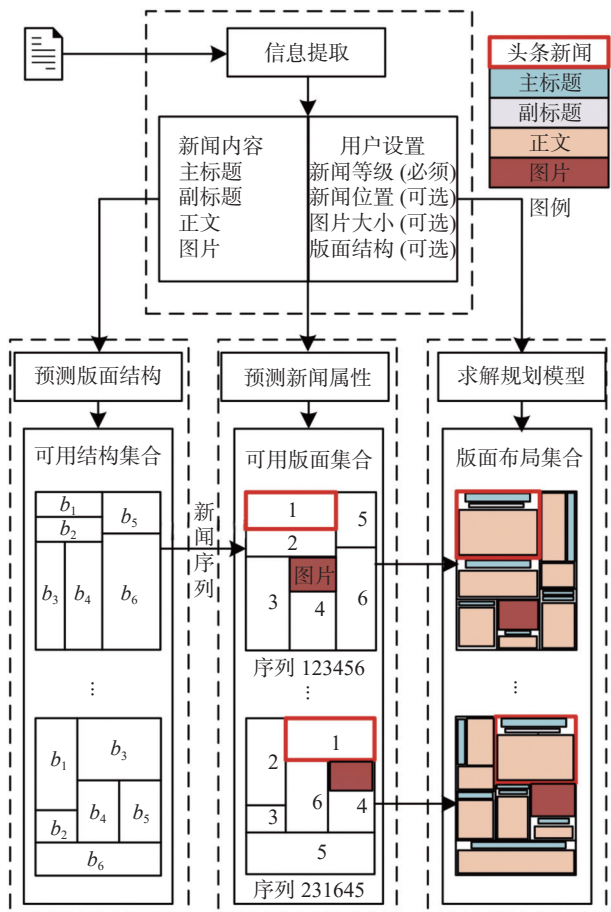 信息提取
头条新闻
主标题
副标题
正文
图片
图例
新闻内容
主标题
副标题
正文
图片
用户设置
新闻等级 (必须)
新闻位置 (可选)
图片大小 (可选)
版面结构 (可选)
预测版面结构
预测新闻属性
求解规划模型
可用结构集合
b1
b2
b5
b3
b4
b6
⋮
b1
b3
b2
b4
b5
b6
新闻序列
可用版面集合
1
5
2
图片
3
4
6
序列 123456
⋮
1
2
6
4
3
5
序列 231645
版面布局集合
⋮